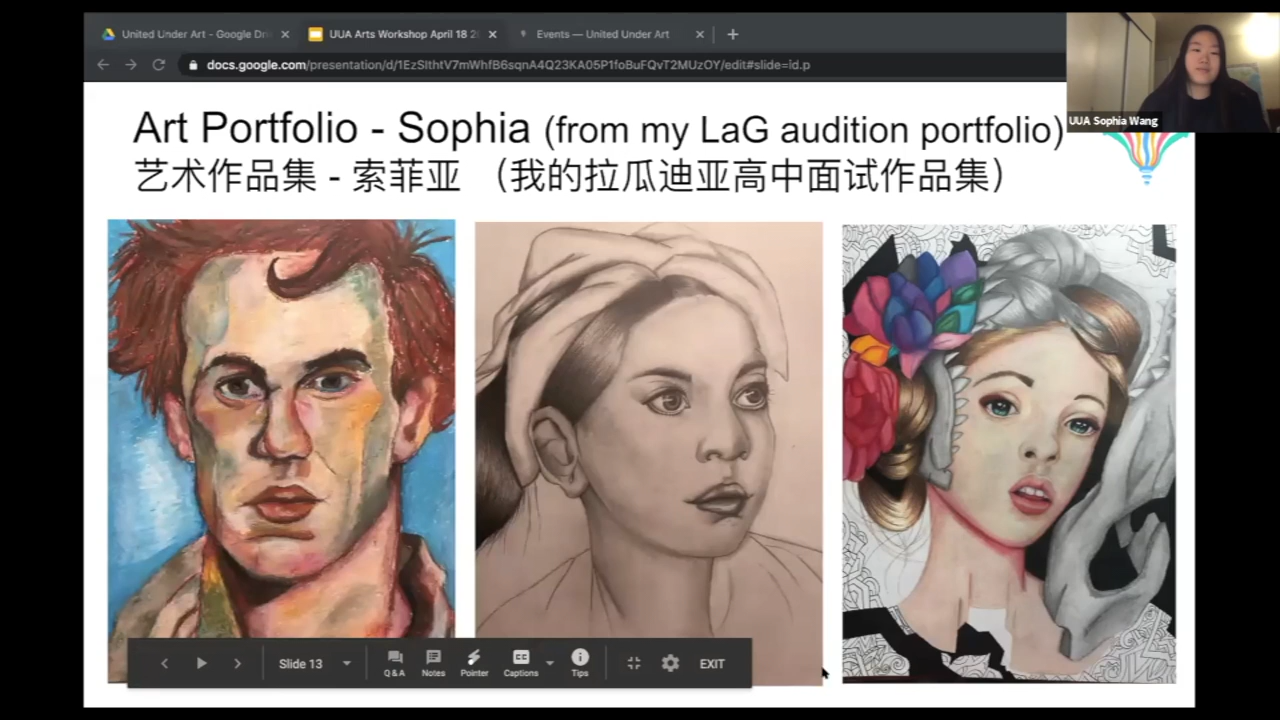 United Under Art - Google Dri
UUA Arts Workshop April 18 2
Events — United Under Art
docs.google.com/presentation/d/1EzSIthtV7mWhfB6sqnA4Q23KA05P1foBuFQvT2MUzOY/edit#slide=id.p
UUA Sophia Wang
Art Portfolio - Sophia (from my LaG audition portfolio)
艺术作品集 - 索菲亚 （我的拉瓜迪亚高中面试作品集）
Slide 13
Q&A
Notes
Pointer
CC
Captions
Tips
EXIT